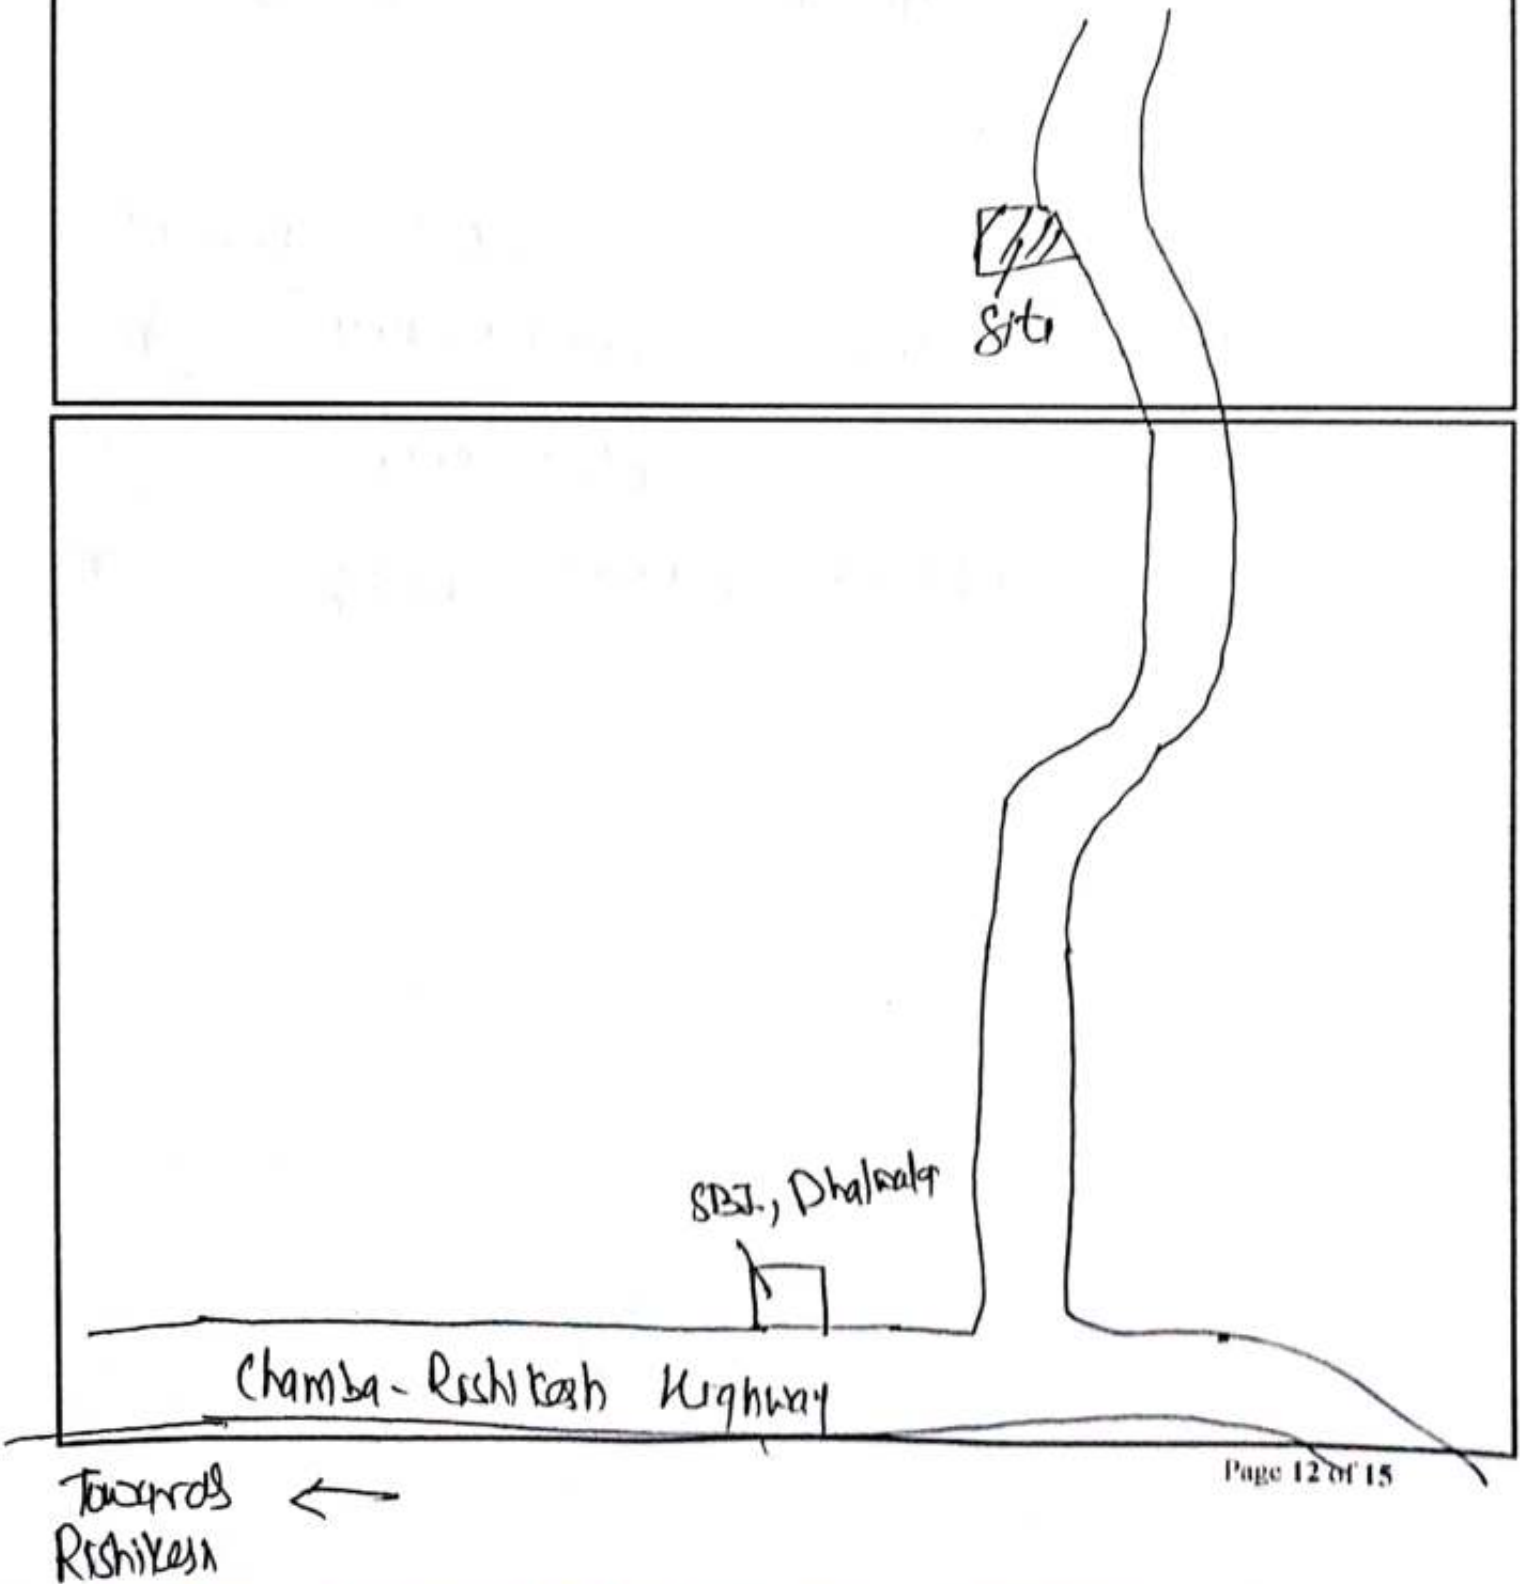 Site
SBI., Dhalwala
Chamba - Rishikesh Highway
Page 12 of 15
Towards
Rishikesh